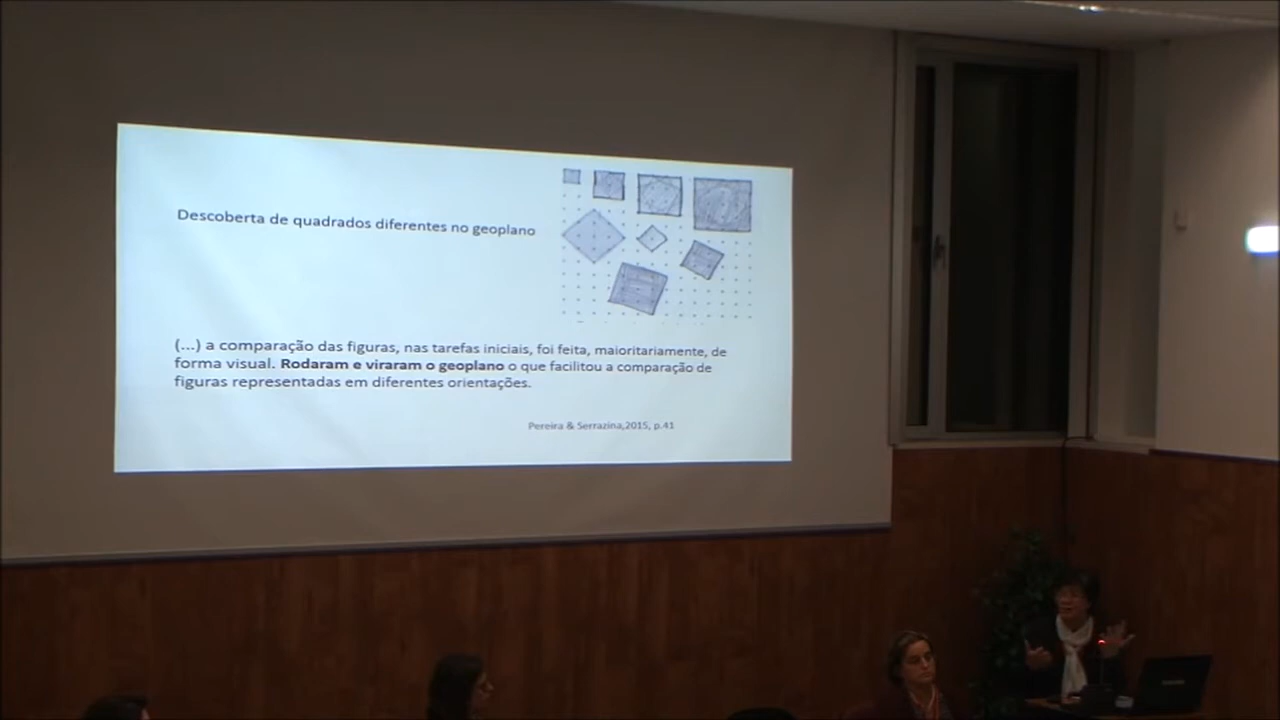 Descoberta de quadrados diferentes no geoplano
(...) a comparação das figuras, nas tarefas iniciais, foi feita, maioritariamente, de
forma visual. Rodaram e viraram o geoplano o que facilitou a comparação de
figuras representadas em diferentes orientações.
Pereira & Serrazina,2015, p.41